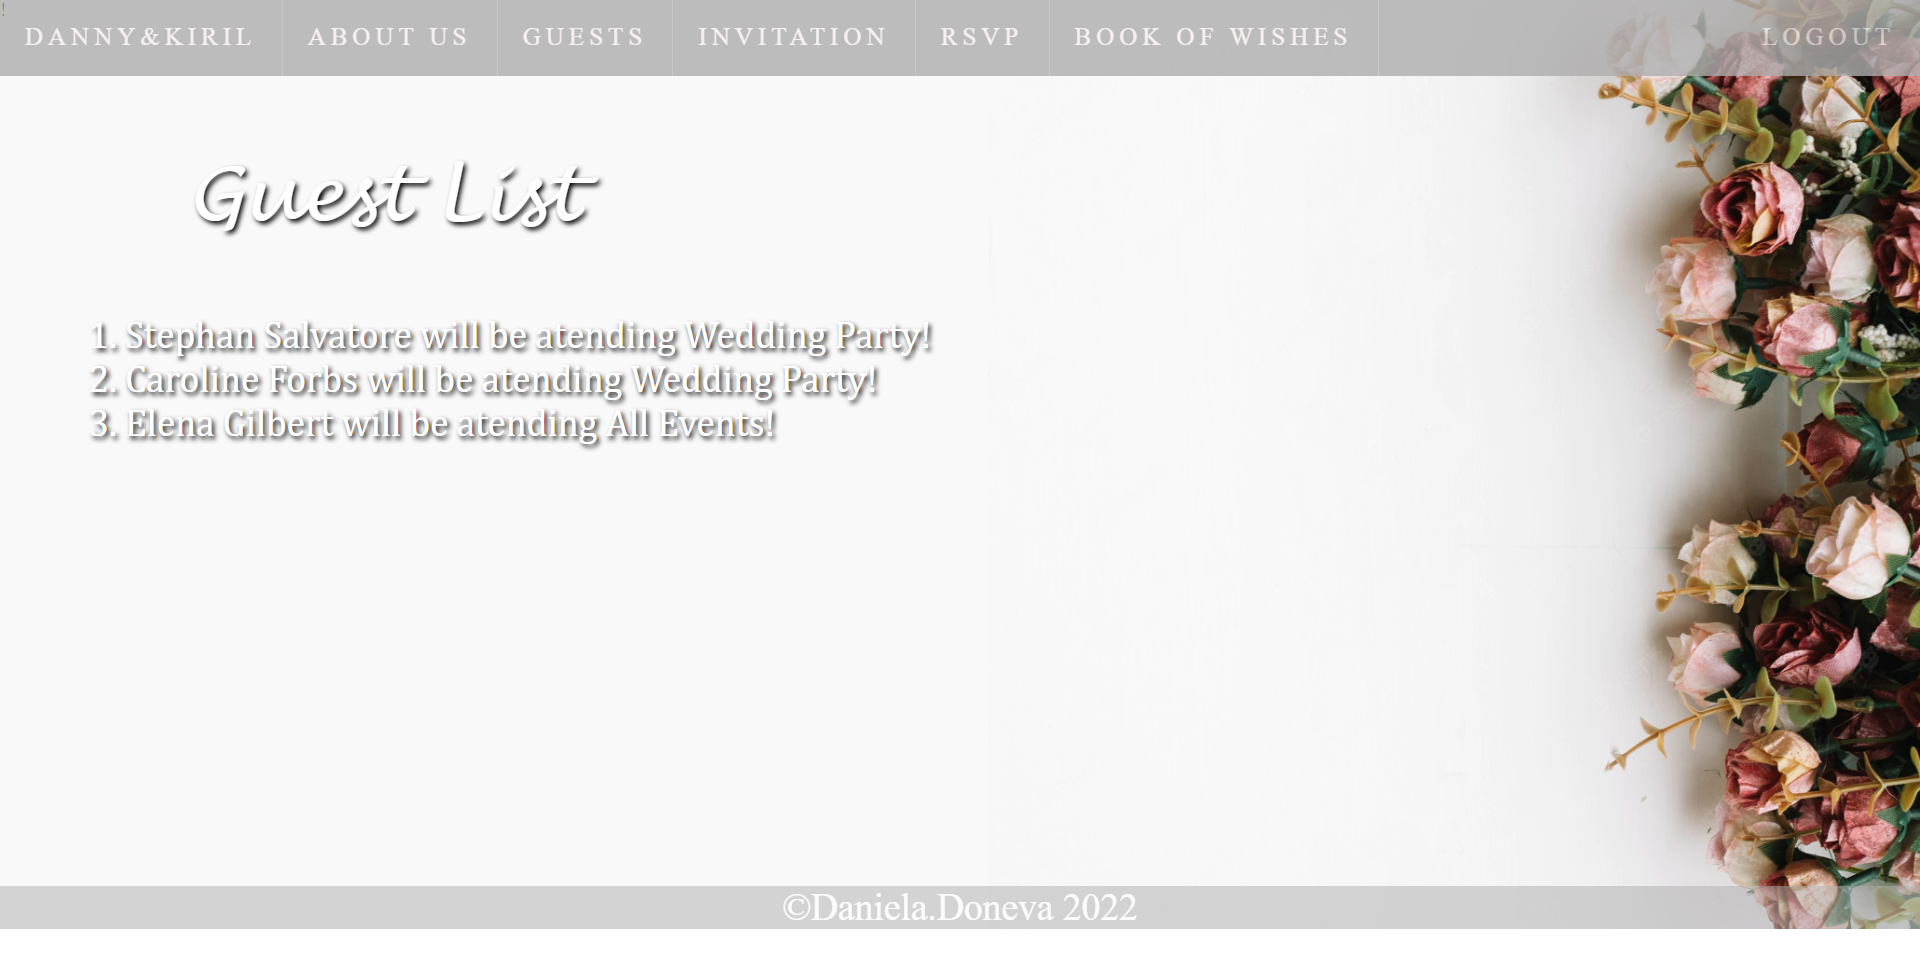 !
DANNY&KIRIL ABOUT US GUESTS INVITATION RSVP BOOK OF WISHES LOGOUT
Guest List
1. Stephan Salvatore will be atending Wedding Party!
2. Caroline Forbs will be atending Wedding Party!
3. Elena Gilbert will be atending All Events!
©Daniela.Doneva 2022